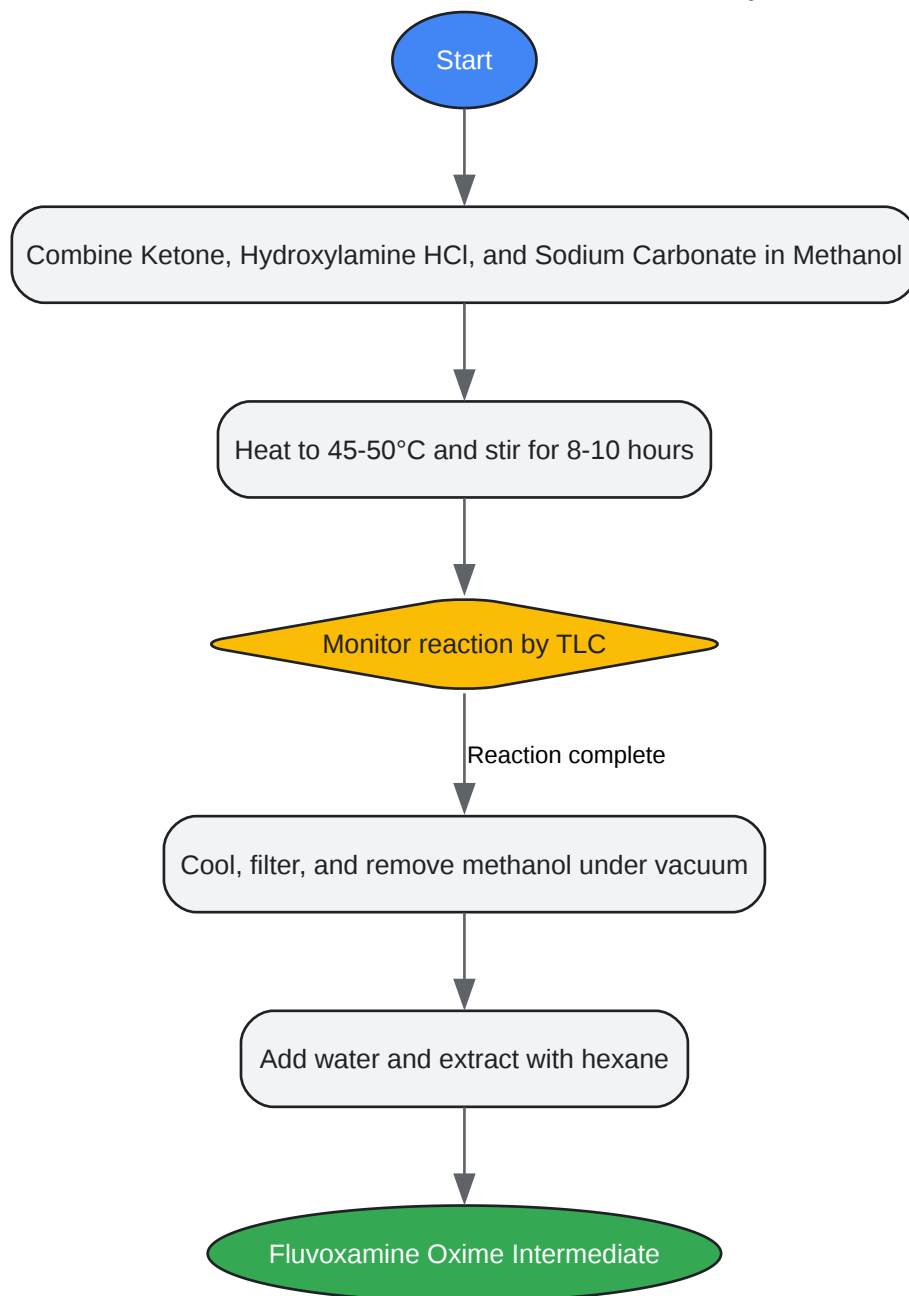 Start
Combine Ketone, Hydroxylamine HCl, and Sodium Carbonate in Methanol
Heat to 45-50°C and stir for 8-10 hours
Monitor reaction by TLC
Reaction complete
Cool, filter, and remove methanol under vacuum
Add water and extract with hexane
Fluvoxamine Oxime Intermediate